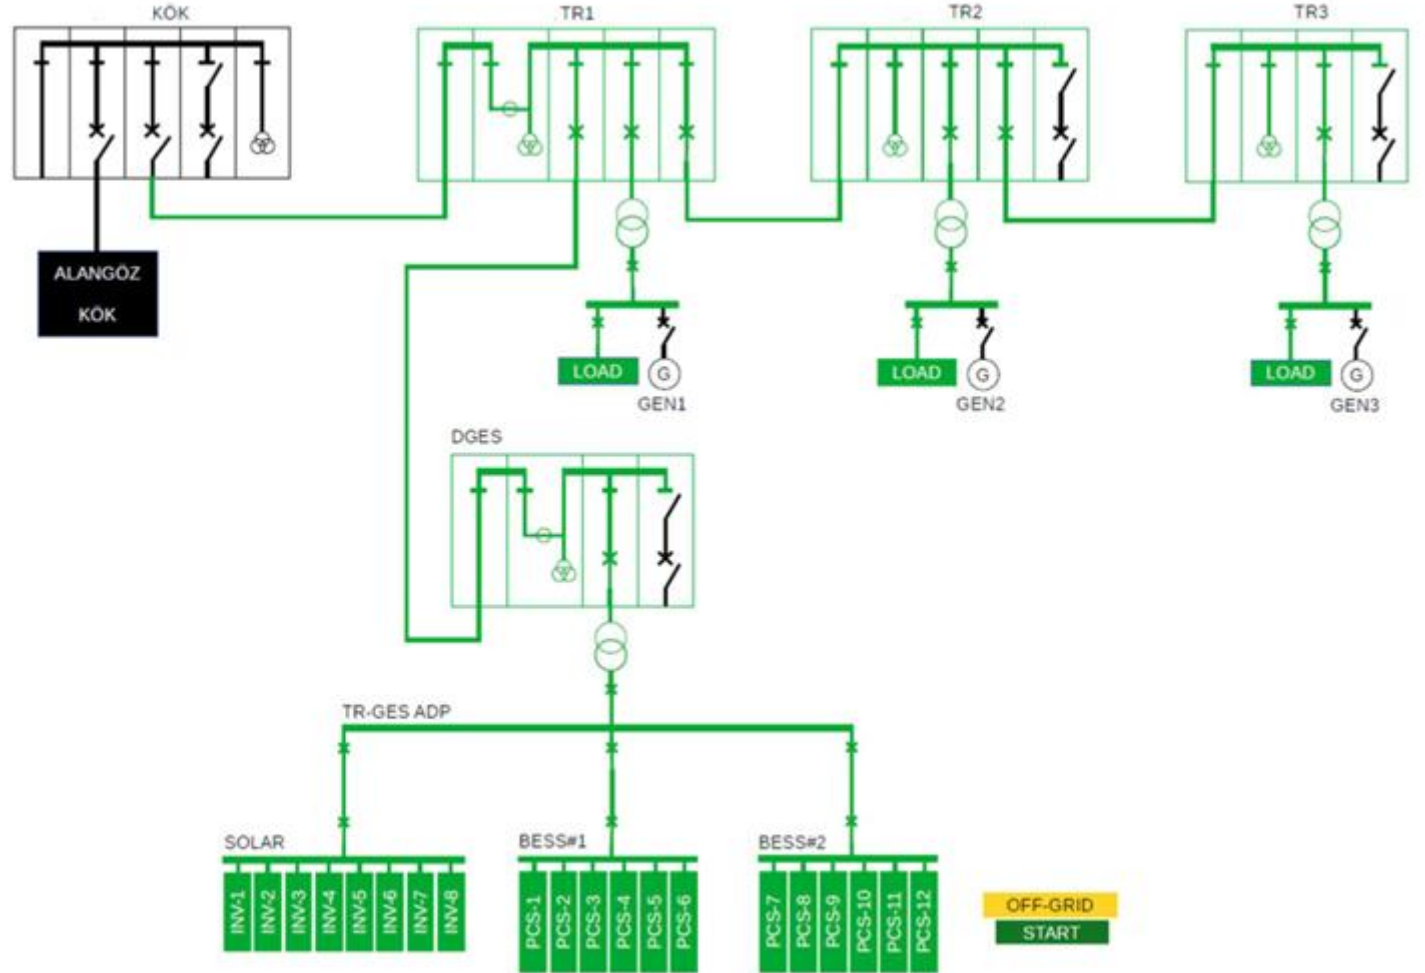 KÖK
TR1
TR2
TR3
ALANGÖZ
KÖK
LOAD
G
GEN1
LOAD
G
GEN2
LOAD
G
GEN3
DGES
TR-GES ADP
SOLAR
BESS#1
BESS#2
INV-1
INV-2
INV-3
INV-4
INV-5
INV-6
INV-7
INV-8
PCS-1
PCS-2
PCS-3
PCS-4
PCS-5
PCS-6
PCS-7
PCS-8
PCS-9
PCS-10
PCS-11
PCS-12
OFF-GRID
START